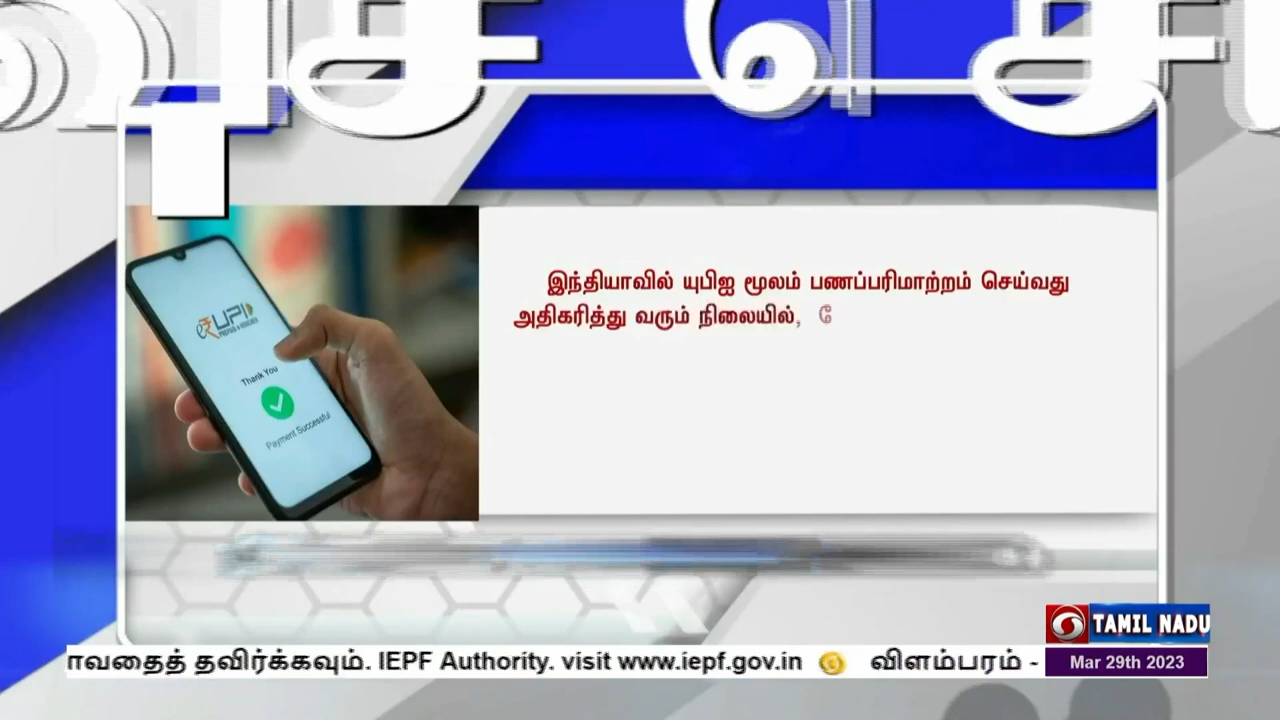 இந்தியாவில் யுபிஐ மூலம் பணப்பரிமாற்றம் செய்வது
அதிகரித்து வரும் நிலையில்,
UPI
Thank You
Payment Successful
TAMIL NADU
ாவதைத் தவிர்க்கவும். IEPF Authority. visit www.iepf.gov.in விளம்பரம் -
Mar 29th 2023